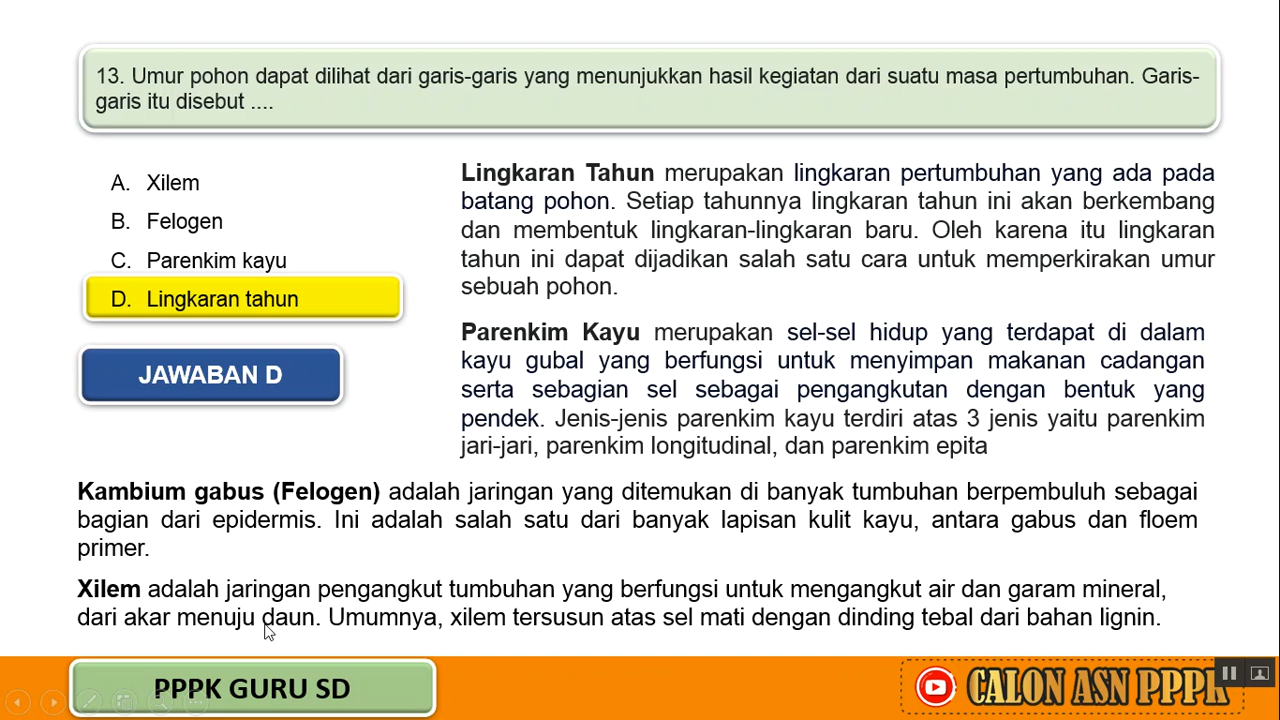 13. Umur pohon dapat dilihat dari garis-garis yang menunjukkan hasil kegiatan dari suatu masa pertumbuhan. Garis-
garis itu disebut ....
A. Xilem
B. Felogen
C. Parenkim kayu
D. Lingkaran tahun
JAWABAN D
Lingkaran Tahun merupakan lingkaran pertumbuhan yang ada pada
batang pohon. Setiap tahunnya lingkaran tahun ini akan berkembang
dan membentuk lingkaran-lingkaran baru. Oleh karena itu lingkaran
tahun ini dapat dijadikan salah satu cara untuk memperkirakan umur
sebuah pohon.
Parenkim Kayu merupakan sel-sel hidup yang terdapat di dalam
kayu gubal yang berfungsi untuk menyimpan makanan cadangan
serta sebagian sel sebagai pengangkutan dengan bentuk yang
pendek. Jenis-jenis parenkim kayu terdiri atas 3 jenis yaitu parenkim
jari-jari, parenkim longitudinal, dan parenkim epita
Kambium gabus (Felogen) adalah jaringan yang ditemukan di banyak tumbuhan berpembuluh sebagai
bagian dari epidermis. Ini adalah salah satu dari banyak lapisan kulit kayu, antara gabus dan floem
primer.
Xilem adalah jaringan pengangkut tumbuhan yang berfungsi untuk mengangkut air dan garam mineral,
dari akar menuju daun. Umumnya, xilem tersusun atas sel mati dengan dinding tebal dari bahan lignin.
PPPK GURU SD
CALON ASN PPPK